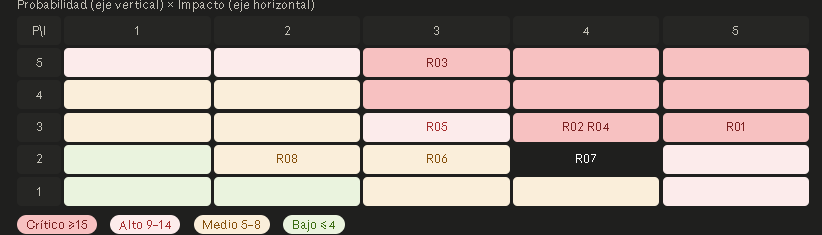 Probabilidad (eje vertical) × Impacto (eje horizontal)
P\I 1 2 3 4 5
5 R03
4
3 R05 R02 R04 R01
2 R08 R06 R07
1
Crítico ≥15 Alto 9–14 Medio 5–8 Bajo ≤4